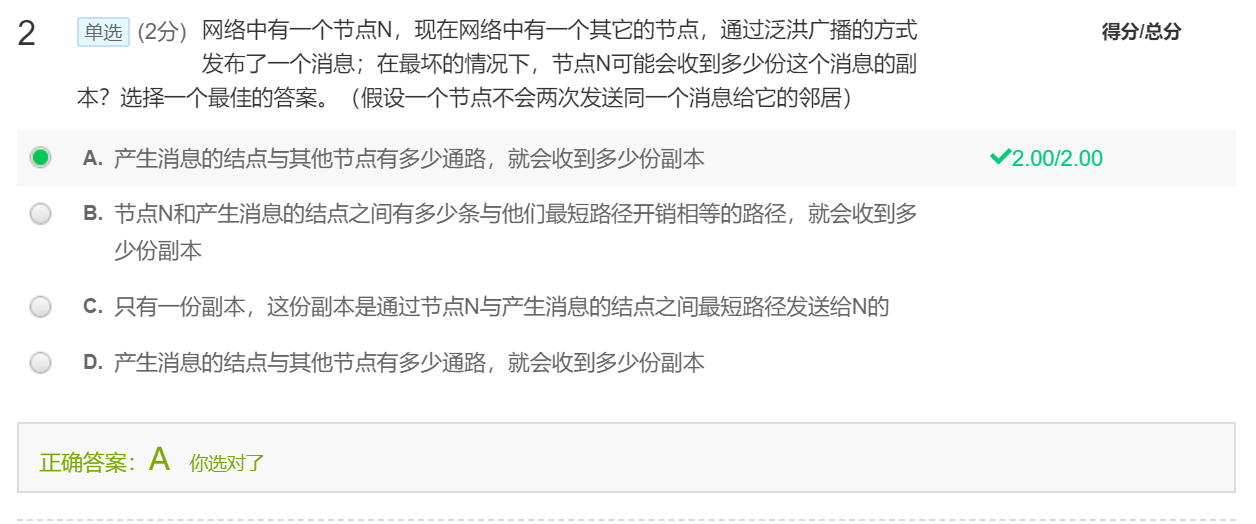 2 单选 (2分) 网络中有一个节点N，现在网络中有一个其它的节点，通过泛洪广播的方式 得分/总分
发布了一个消息；在最坏的情况下，节点N可能会收到多少份这个消息的副
本？选择一个最佳的答案。（假设一个节点不会两次发送同一个消息给它的邻居）
A. 产生消息的结点与其他节点有多少通路，就会收到多少份副本 2.00/2.00
B. 节点N和产生消息的结点之间有多少条与他们最短路径开销相等的路径，就会收到多
少份副本
C. 只有一份副本，这份副本是通过节点N与产生消息的结点之间最短路径发送给N的
D. 产生消息的结点与其他节点有多少通路，就会收到多少份副本
正确答案：A 你选对了